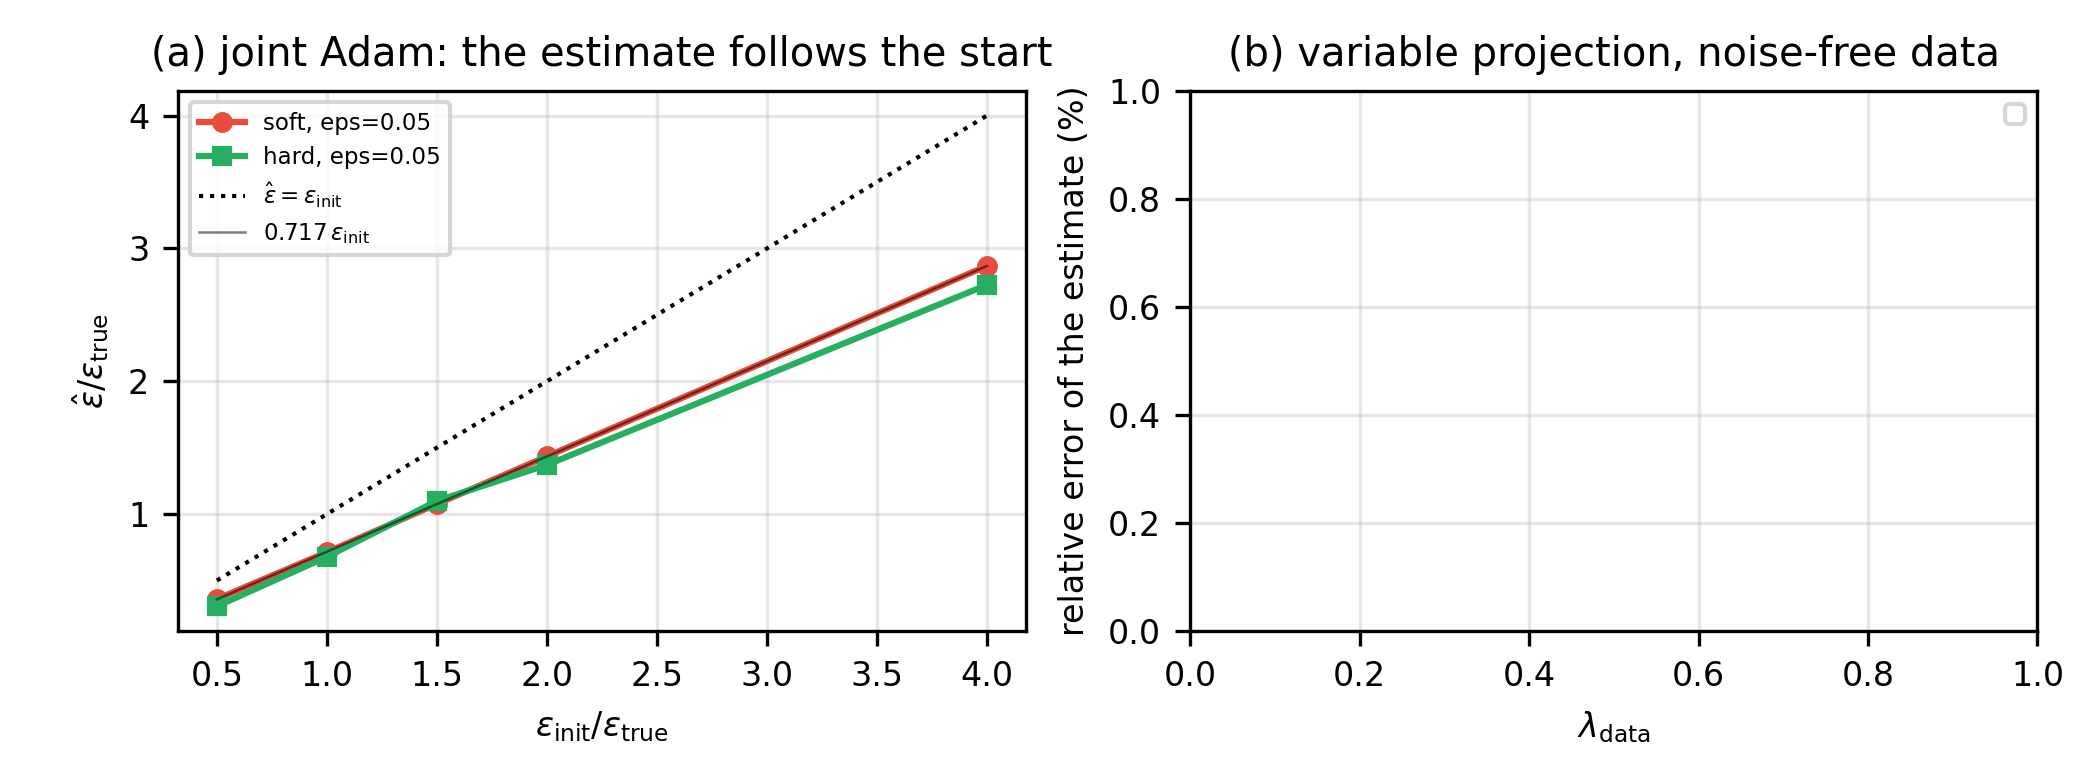 (a) joint Adam: the estimate follows the start
soft, eps=0.05
hard, eps=0.05
ε̂ = ε_init
0.717 ε_init
4
3
2
1
ε̂/ε_true
0.5 1.0 1.5 2.0 2.5 3.0 3.5 4.0
ε_init/ε_true
(b) variable projection, noise-free data
relative error of the estimate (%)
1.0
0.8
0.6
0.4
0.2
0.0
0.0 0.2 0.4 0.6 0.8 1.0
λ_data